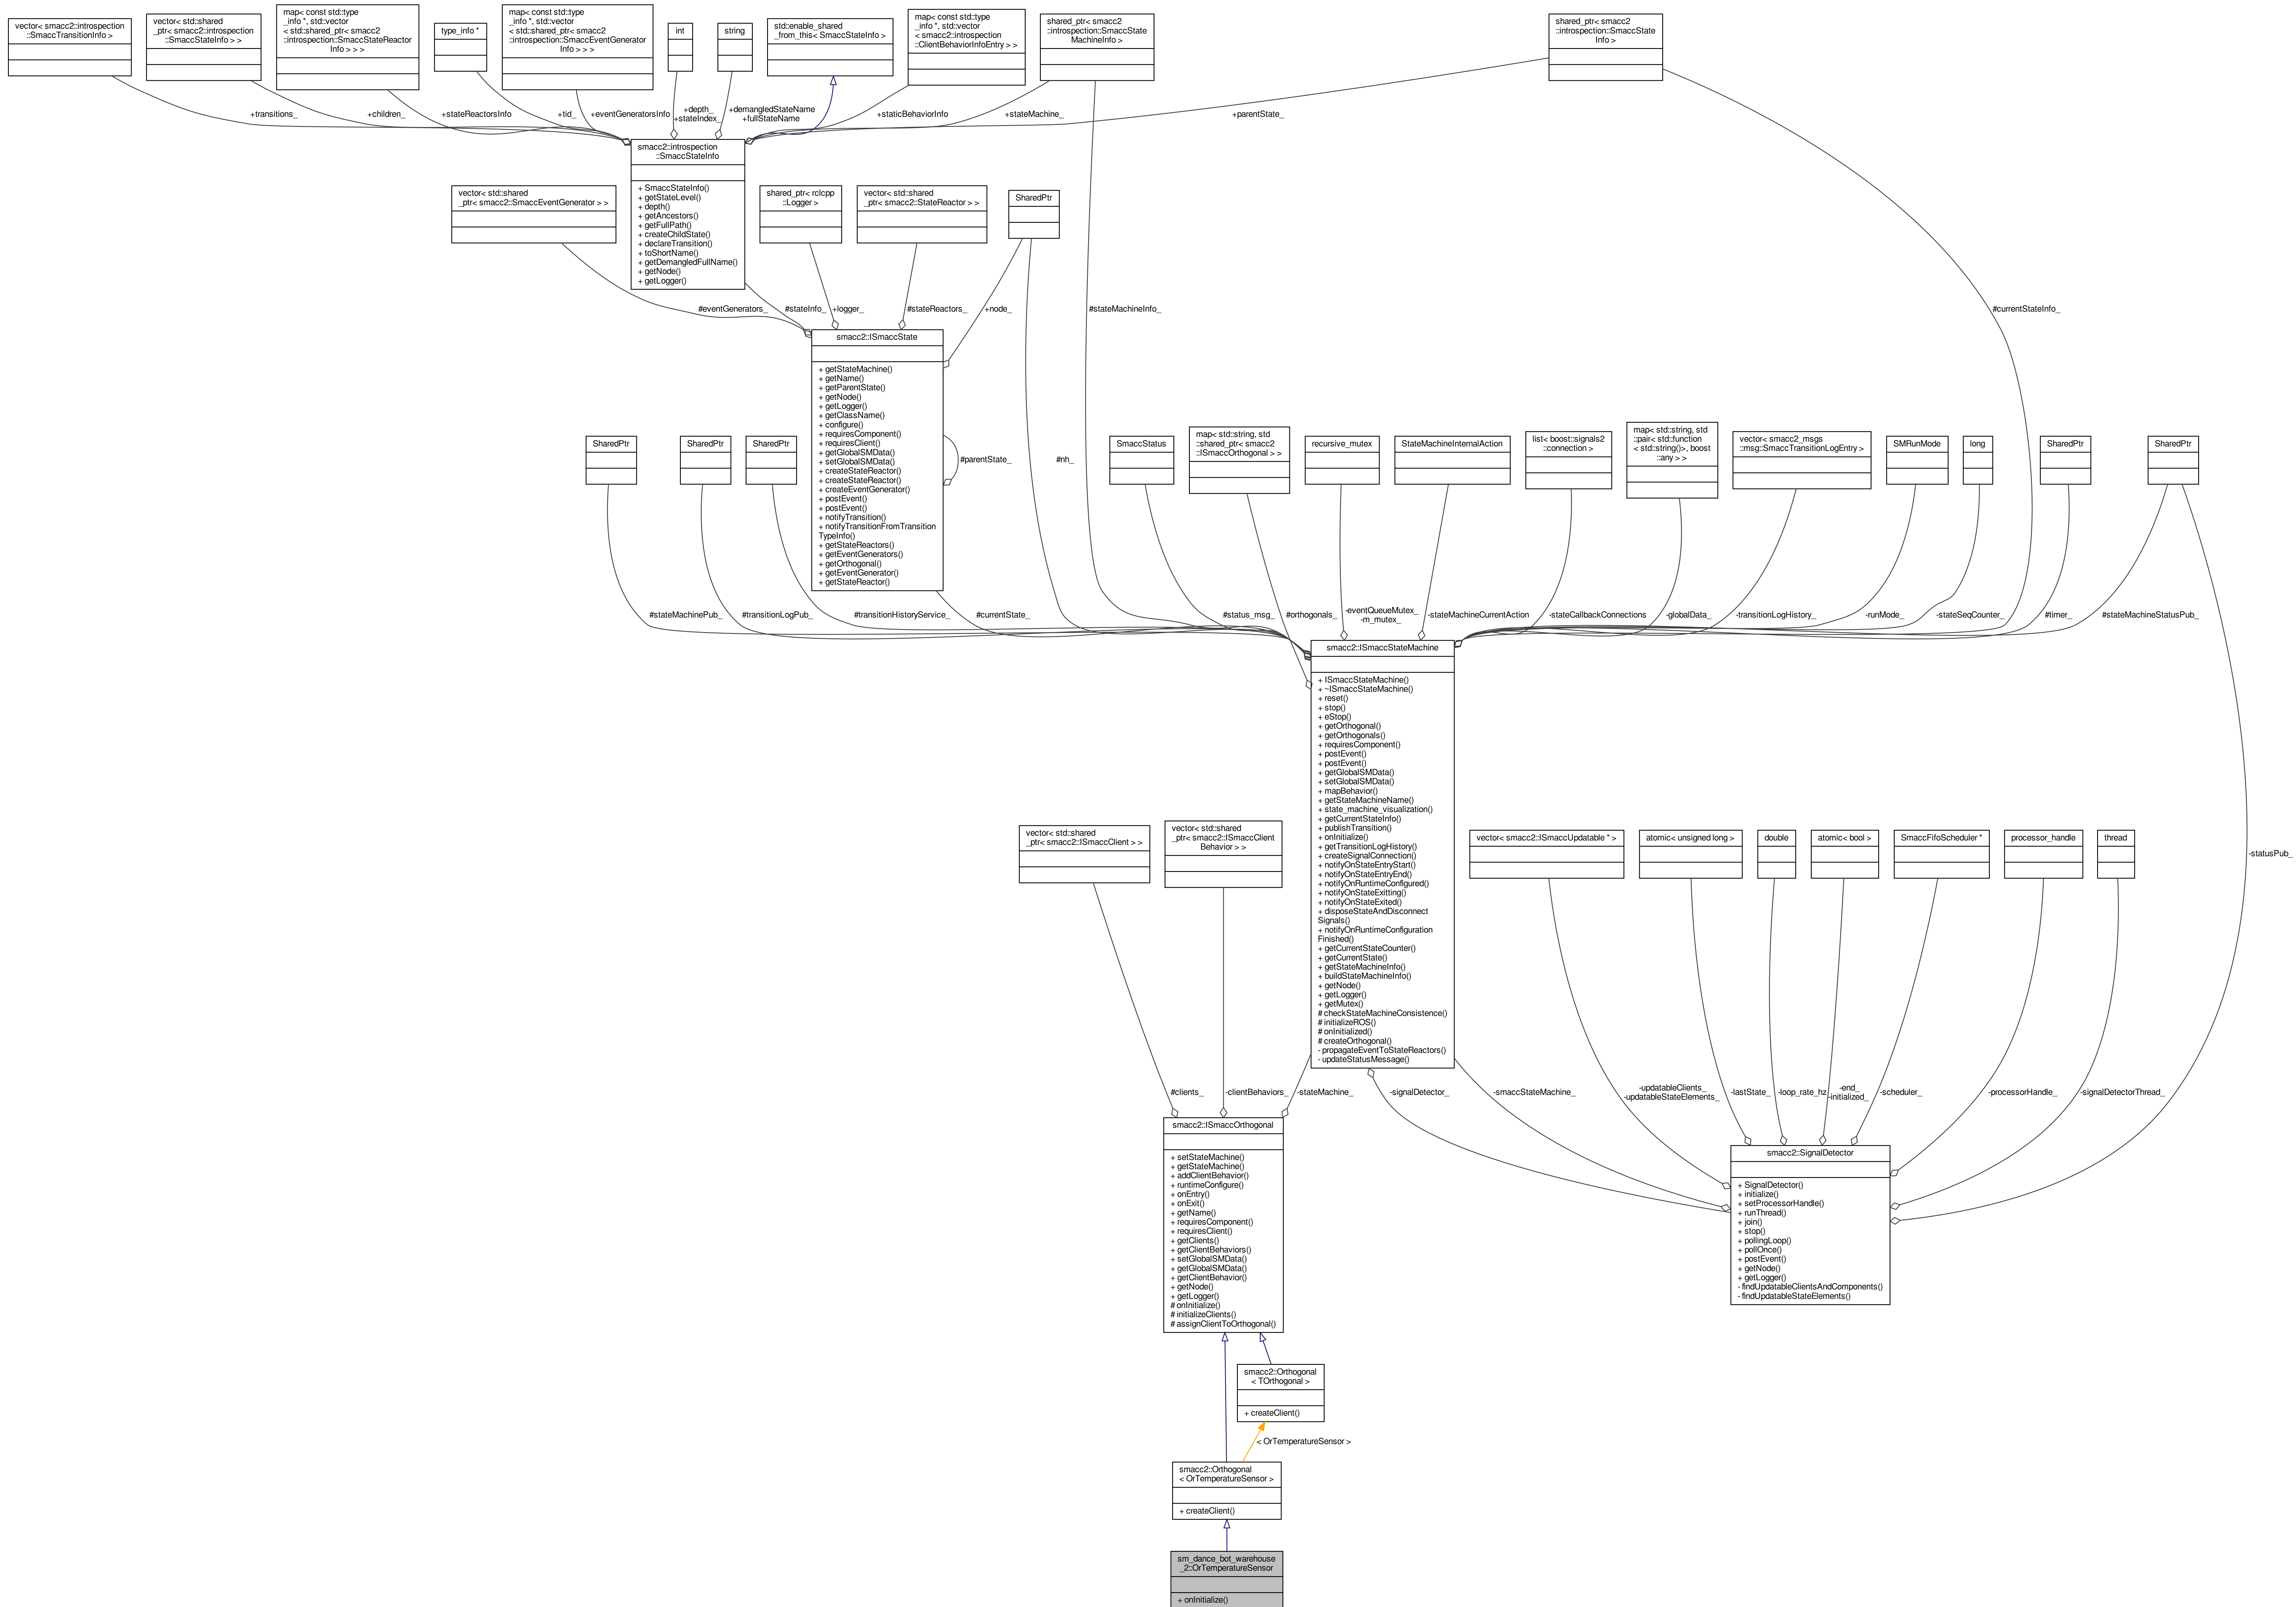 vector< smacc2::introspection
::SmaccTransitionInfo >
vector< std::shared
_ptr< smacc2::introspection
::SmaccStateInfo > >
map< const std::type
_info *, std::vector
< std::shared_ptr< smacc2
::introspection::SmaccStateReactor
Info > > >
type_info *
map< const std::type
_info *, std::vector
< std::shared_ptr< smacc2
::introspection::SmaccEventGenerator
Info > > >
int
string
std::enable_shared
_from_this< SmaccStateInfo >
map< const std::type
_info *, std::vector
< smacc2::introspection
::ClientBehaviorInfoEntry > >
shared_ptr< smacc2
::introspection::SmaccState
MachineInfo >
shared_ptr< smacc2
::introspection::SmaccState
Info >
+transitions_
+children_
+stateReactorsInfo
+tid_
+eventGeneratorsInfo
+depth_
+stateIndex_
+demangledStateName
+fullStateName
+staticBehaviorInfo
+stateMachine_
+parentState_
smacc2::introspection
::SmaccStateInfo
+ SmaccStateInfo()
+ getStateLevel()
+ depth()
+ getAncestors()
+ getFullPath()
+ createChildState()
+ declareTransition()
+ toShortName()
+ getDemangledFullName()
+ getNode()
+ getLogger()
vector< std::shared
_ptr< smacc2::SmaccEventGenerator > >
shared_ptr< rclcpp
::Logger >
vector< std::shared
_ptr< smacc2::StateReactor > >
SharedPtr
#eventGenerators_
#stateInfo_
+logger_
#stateReactors_
+node_
#stateMachineInfo_
#currentStateInfo_
smacc2::ISmaccState
+ getStateMachine()
+ getName()
+ getParentState()
+ getNode()
+ getLogger()
+ getClassName()
+ configure()
+ requiresComponent()
+ requiresClient()
+ getGlobalSMData()
+ setGlobalSMData()
+ createStateReactor()
+ createStateReactor()
+ createEventGenerator()
+ postEvent()
+ postEvent()
+ notifyTransition()
+ notifyTransitionFromTransition
TypeInfo()
+ getStateReactors()
+ getEventGenerators()
+ getOrthogonal()
+ getEventGenerator()
+ getStateReactor()
#parentState_
#nh_
SharedPtr
SharedPtr
SharedPtr
SmaccStatus
map< std::string, std
::shared_ptr< smacc2
::ISmaccOrthogonal > >
recursive_mutex
StateMachineInternalAction
list< boost::signals2
::connection >
map< std::string, std
::pair< std::function
< std::string()>, boost
::any > >
vector< smacc2_msgs
::msg::SmaccTransitionLogEntry >
SMRunMode
long
SharedPtr
SharedPtr
#stateMachinePub_
#transitionLogPub_
#transitionHistoryService_
#currentState_
#status_msg_
#orthogonals_
-eventQueueMutex_
-m_mutex_
-stateMachineCurrentAction
-stateCallbackConnections
-globalData_
-transitionLogHistory_
-runMode_
-stateSeqCounter_
#timer_
#stateMachineStatusPub_
smacc2::ISmaccStateMachine
+ ISmaccStateMachine()
+ ~ISmaccStateMachine()
+ reset()
+ stop()
+ eStop()
+ getOrthogonal()
+ getOrthogonals()
+ requiresComponent()
+ postEvent()
+ postEvent()
+ getGlobalSMData()
+ setGlobalSMData()
+ mapBehavior()
+ getStateMachineName()
+ state_machine_visualization()
+ getCurrentStateInfo()
+ publishTransition()
+ onInitialize()
+ getTransitionLogHistory()
+ createSignalConnection()
+ notifyOnStateEntryStart()
+ notifyOnStateEntryEnd()
+ notifyOnRuntimeConfigured()
+ notifyOnStateExitting()
+ notifyOnStateExited()
+ disposeStateAndDisconnect
Signals()
+ notifyOnRuntimeConfiguration
Finished()
+ getCurrentStateCounter()
+ getCurrentState()
+ getStateMachineInfo()
+ buildStateMachineInfo()
+ getNode()
+ getLogger()
+ getMutex()
# checkStateMachineConsistence()
# initializeROS()
# onInitialized()
# createOrthogonal()
- propagateEventToStateReactors()
- updateStatusMessage()
vector< std::shared
_ptr< smacc2::ISmaccClient > >
vector< std::shared
_ptr< smacc2::ISmaccClient
Behavior > >
vector< smacc2::ISmaccUpdatable * >
atomic< unsigned long >
double
atomic< bool >
SmaccFifoScheduler *
processor_handle
thread
-statusPub_
#clients_
-clientBehaviors_
-stateMachine_
-signalDetector_
-smaccStateMachine_
-updatableClients_
-updatableStateElements_
-lastState_
-loop_rate_hz
-end_
-initialized_
-scheduler_
-processorHandle_
-signalDetectorThread_
smacc2::ISmaccOrthogonal
+ setStateMachine()
+ getStateMachine()
+ addClientBehavior()
+ runtimeConfigure()
+ onEntry()
+ onExit()
+ getName()
+ requiresComponent()
+ requiresClient()
+ getClients()
+ getClientBehaviors()
+ setGlobalSMData()
+ getGlobalSMData()
+ getClientBehavior()
+ getNode()
+ getLogger()
# onInitialize()
# initializeClients()
# assignClientToOrthogonal()
smacc2::SignalDetector
+ SignalDetector()
+ initialize()
+ setProcessorHandle()
+ runThread()
+ join()
+ stop()
+ pollingLoop()
+ pollOnce()
+ postEvent()
+ getNode()
+ getLogger()
- findUpdatableClientsAndComponents()
- findUpdatableStateElements()
smacc2::Orthogonal
< TOrthogonal >
+ createClient()
< OrTemperatureSensor >
smacc2::Orthogonal
< OrTemperatureSensor >
+ createClient()
sm_dance_bot_warehouse
_2::OrTemperatureSensor
+ onInitialize()